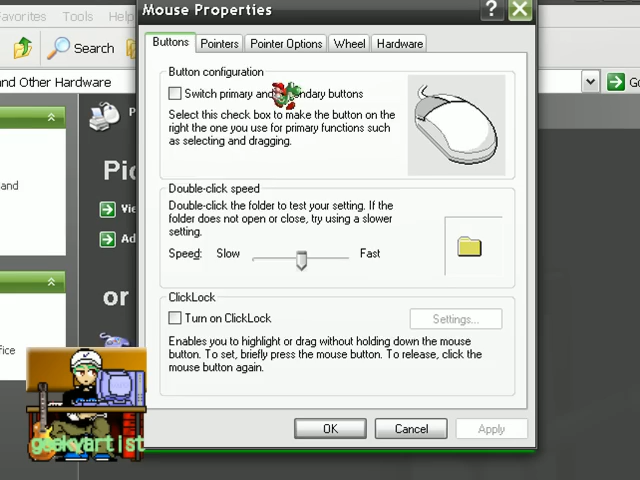 Mouse Properties
avorites Tools Help
Search
nd Other Hardware
Go
Buttons Pointers Pointer Options Wheel Hardware
Button configuration
Switch primary and ndary buttons
Select this check box to make the button on the
right the one you use for primary functions such
as selecting and dragging.
Double-click speed
Double-click the folder to test your setting. If the
folder does not open or close, try using a slower
setting.
Speed: Slow Fast
ClickLock
Turn on ClickLock
Settings...
Enables you to highlight or drag without holding down the mouse
button. To set, briefly press the mouse button. To release, click the
mouse button again.
OK Cancel Apply
and
Pic
Vie
Ad
or
fice
geekyartist